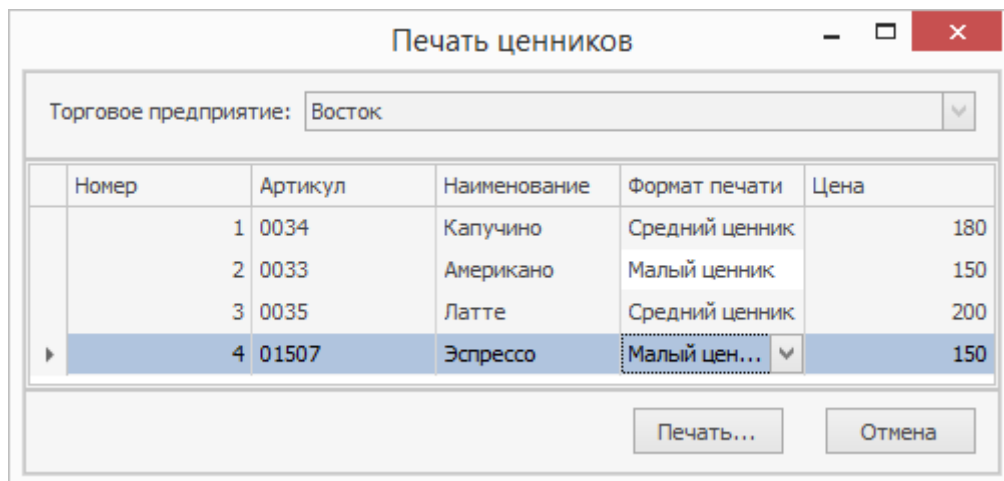 Печать ценников
Торговое предприятие: Восток
Номер Артикул Наименование Формат печати Цена
1 0034 Капучино Средний ценник 180
2 0033 Американо Малый ценник 150
3 0035 Латте Средний ценник 200
4 01507 Эспрессо Малый цен... 150
Печать... Отмена